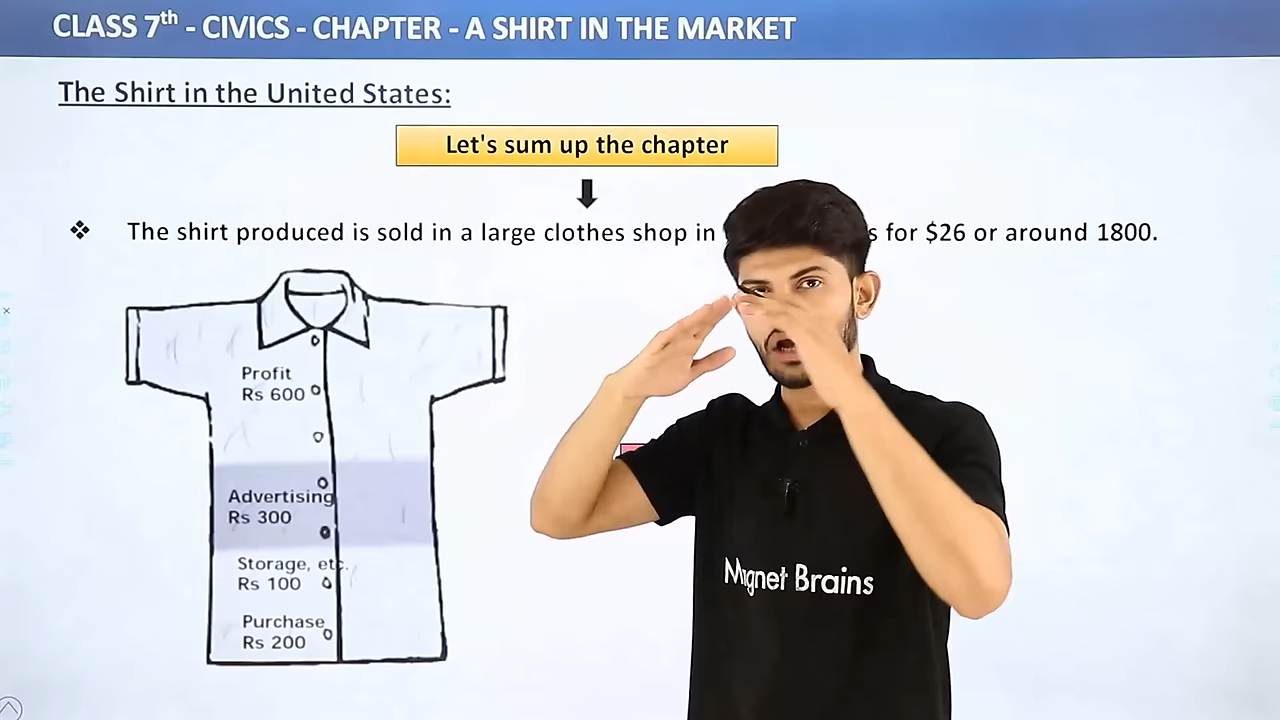 CLASS 7th - CIVICS - CHAPTER - A SHIRT IN THE MARKET
The Shirt in the United States:
Let's sum up the chapter
❖ The shirt produced is sold in a large clothes shop in s for $26 or around 1800.
Profit
Rs 600
Advertising
Rs 300
Storage, etc.
Rs 100
Purchase
Rs 200
Magnet Brains